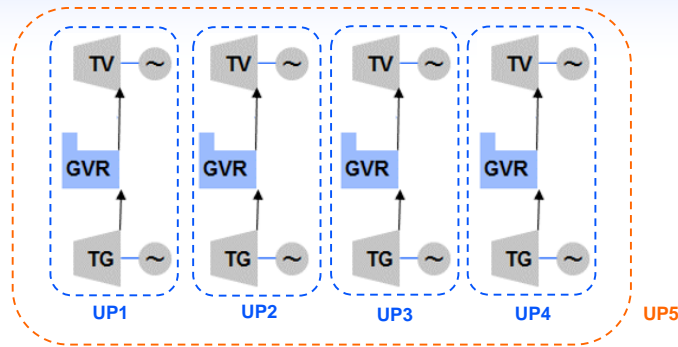 TV ~ TV ~ TV ~ TV ~
GVR GVR GVR GVR
TG ~ TG ~ TG ~ TG ~
UP1 UP2 UP3 UP4 UP5